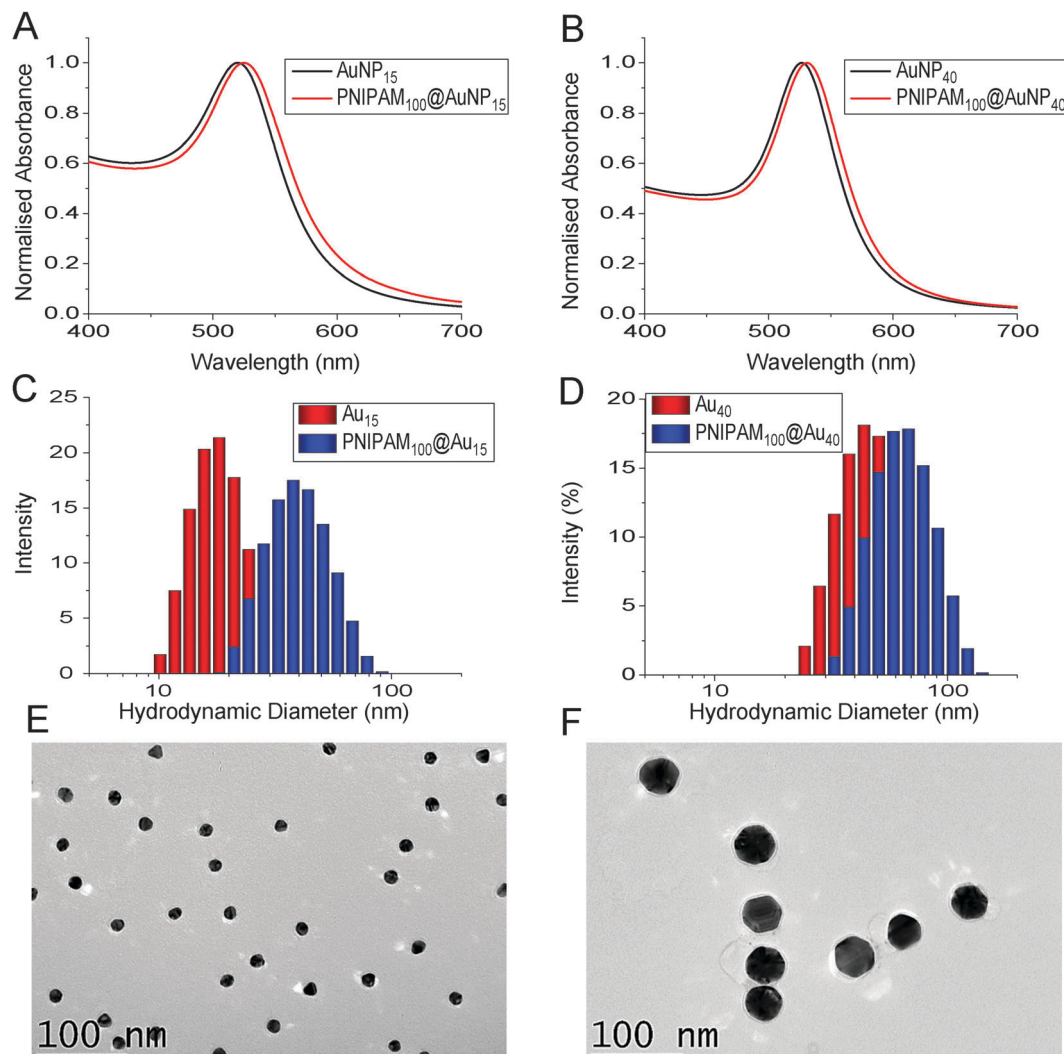 A
B
AuNP15
PNIPAM100@AuNP15
AuNP40
PNIPAM100@AuNP40
1.0
0.8
0.6
0.4
0.2
0.0
Normalised Absorbance
400
500
600
700
Wavelength (nm)
1.0
0.8
0.6
0.4
0.2
0.0
Normalised Absorbance
400
500
600
700
Wavelength (nm)
C
Au15
PNIPAM100@Au15
25
20
15
10
5
0
Intensity
10
100
Hydrodynamic Diameter (nm)
D
Au40
PNIPAM100@Au40
20
15
10
5
0
Intensity (%)
10
100
Hydrodynamic Diameter (nm)
E
100 nm
F
100 nm